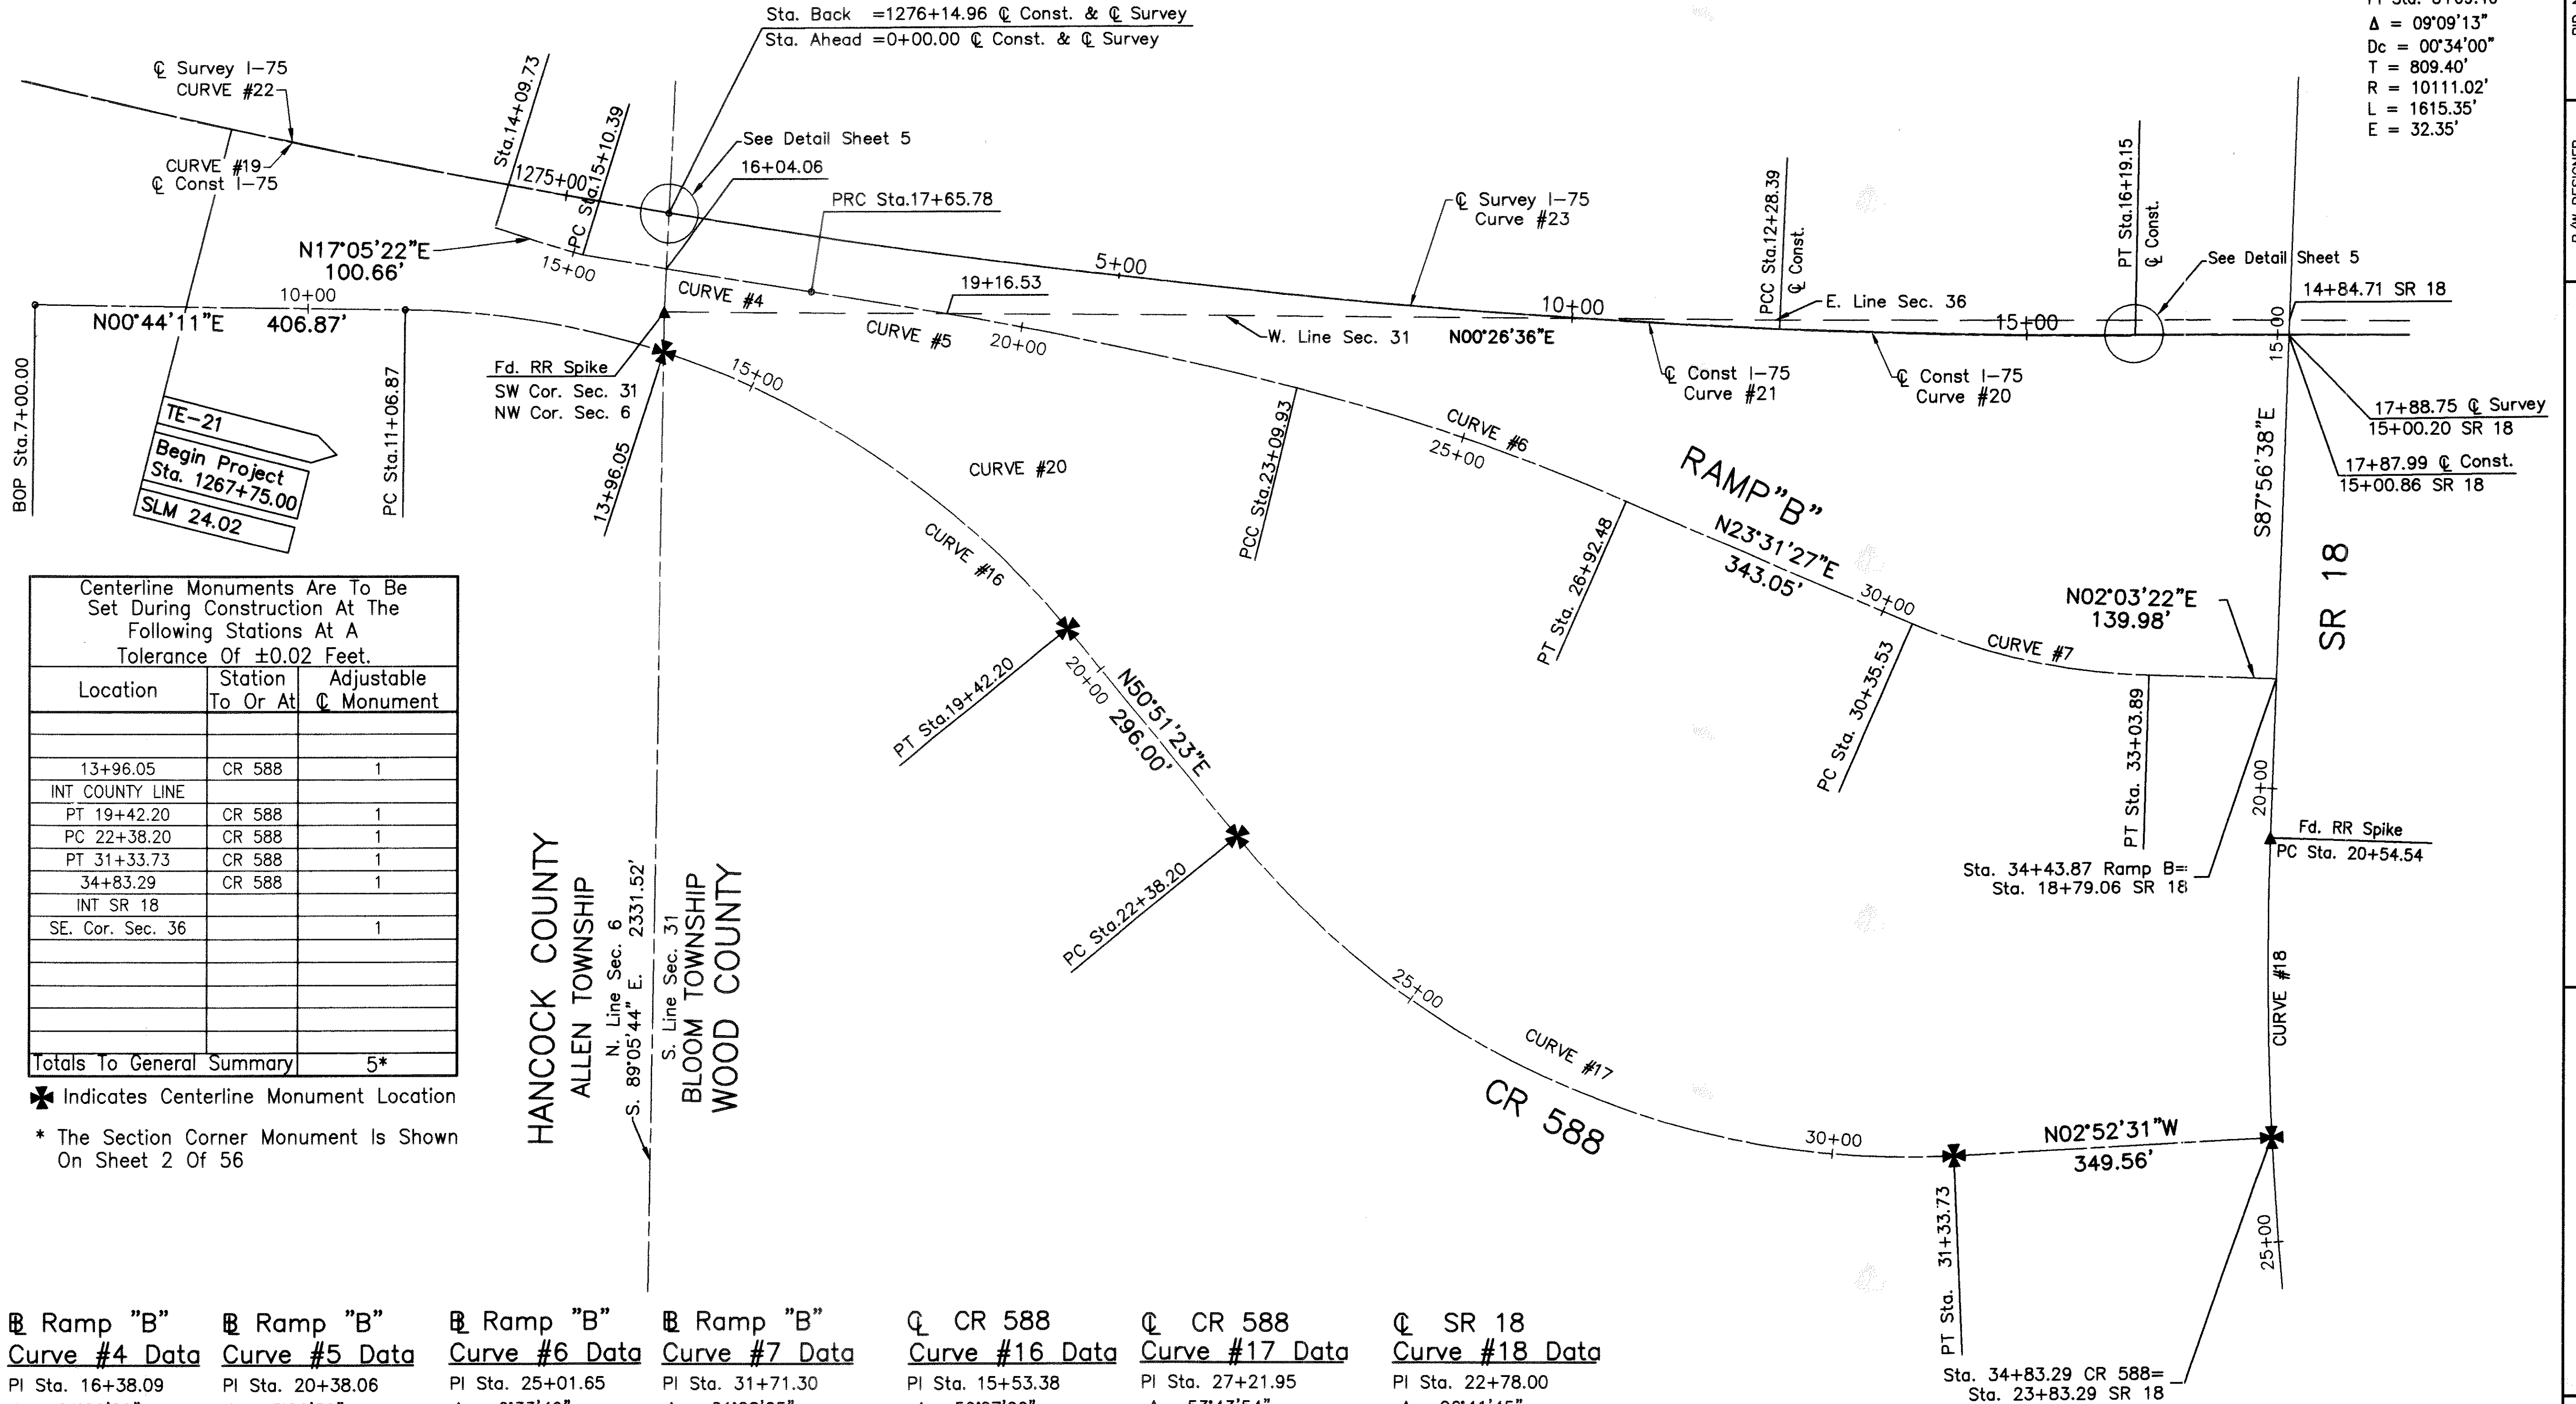 Sta. Back =1276+14.96 ℄ Const. & ℄ Survey
Sta. Ahead =0+00.00 ℄ Const. & ℄ Survey
Δ = 09°09'13"
Dc = 00°34'00"
T = 809.40'
R = 10111.02'
L = 1615.35'
E = 32.35'
℄ Survey I-75
CURVE #22
CURVE #19
℄ Const I-75
Sta.14+09.73
1275+00
PC Sta.15+10.39
See Detail Sheet 5
16+04.06
PRC Sta.17+65.78
N17°05'22"E
100.66'
15+00
10+00
N00°44'11"E
406.87'
CURVE #4
19+16.53
CURVE #5
20+00
5+00
℄ Survey I-75
Curve #23
PCC Sta.12+28.39
℄ Const.
PT Sta.16+19.15
℄ Const.
See Detail Sheet 5
14+84.71 SR 18
10+00
E. Line Sec. 36
15+00
15+00
W. Line Sec. 31
N00°26'36"E
℄ Const I-75
Curve #21
℄ Const I-75
Curve #20
17+88.75 ℄ Survey
15+00.20 SR 18
17+87.99 ℄ Const.
15+00.86 SR 18
BOP Sta.7+00.00
TE-21
Begin Project
Sta. 1267+75.00
SLM 24.02
PC Sta.11+06.87
Fd. RR Spike
SW Cor. Sec. 31
NW Cor. Sec. 6
13+96.05
15+00
CURVE #20
CURVE #16
PCC Sta.23+09.93
CURVE #6
25+00
RAMP"B"
N23°31'27"E
343.05'
PT Sta. 26+92.48
30+00
PC Sta. 30+35.53
CURVE #7
N02°03'22"E
139.98'
S87°56'38"E
SR 18
PT Sta. 33+03.89
20+00
Fd. RR Spike
PC Sta. 20+54.54
Sta. 34+43.87 Ramp B=
Sta. 18+79.06 SR 18
CURVE #18
Centerline Monuments Are To Be
Set During Construction At The
Following Stations At A
Tolerance Of ±0.02 Feet.
Location Station To Or At Adjustable ℄ Monument
13+96.05 CR 588 1
INT COUNTY LINE
PT 19+42.20 CR 588 1
PC 22+38.20 CR 588 1
PT 31+33.73 CR 588 1
34+83.29 CR 588 1
INT SR 18
SE. Cor. Sec. 36 1
Totals To General Summary 5*
Indicates Centerline Monument Location
* The Section Corner Monument Is Shown
On Sheet 2 Of 56
HANCOCK COUNTY
ALLEN TOWNSHIP
N. Line Sec. 6
S. 89°05'44" E. 2331.52'
S. Line Sec. 31
BLOOM TOWNSHIP
WOOD COUNTY
PT Sta.19+42.20
20+00
N50°51'23"E
296.00'
PC Sta.22+38.20
25+00
CURVE #17
CR 588
30+00
N02°52'31"W
349.56'
PT Sta. 31+33.73
25+00
Sta. 34+83.29 CR 588=
Sta. 23+83.29 SR 18
Ramp "B"
Curve #4 Data
PI Sta. 16+38.09
Ramp "B"
Curve #5 Data
PI Sta. 20+38.06
Ramp "B"
Curve #6 Data
PI Sta. 25+01.65
Ramp "B"
Curve #7 Data
PI Sta. 31+71.30
℄ CR 588
Curve #16 Data
PI Sta. 15+53.38
℄ CR 588
Curve #17 Data
PI Sta. 27+21.95
℄ SR 18
Curve #18 Data
PI Sta. 22+78.00